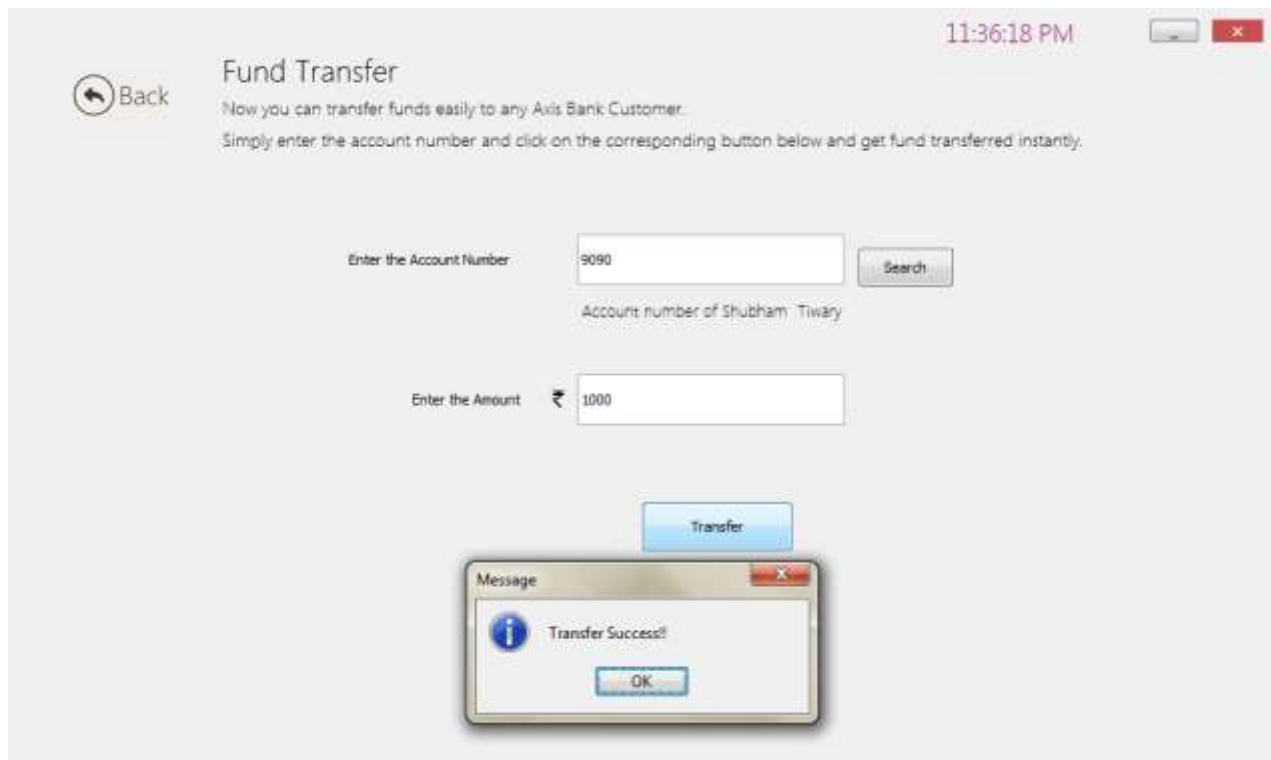 11:36:18 PM
Back
Fund Transfer
Now you can transfer funds easily to any Axis Bank Customer.
Simply enter the account number and click on the corresponding button below and get fund transferred instantly.
Enter the Account Number
9090
Search
Account number of Shubham Tiwary
Enter the Amount ₹ 1000
Transfer
Message
Transfer Success!!
OK